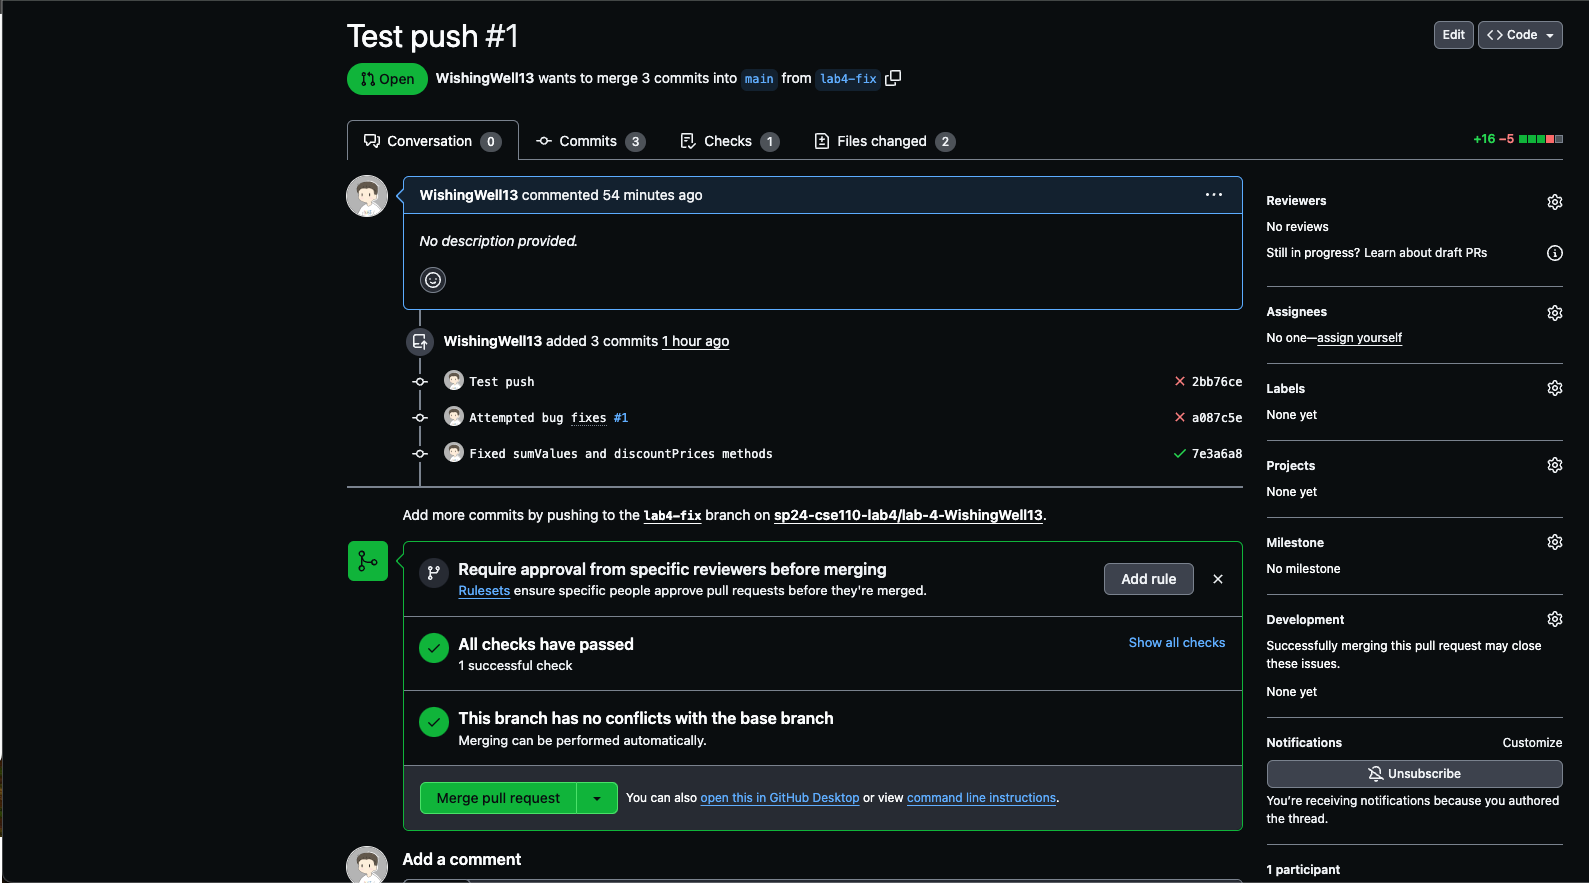 Test push #1
Edit
Code
Open
WishingWell13 wants to merge 3 commits into main from lab4-fix
Conversation 0
Commits 3
Checks 1
Files changed 2
+16 −5
WishingWell13 commented 54 minutes ago
No description provided.
WishingWell13 added 3 commits 1 hour ago
Test push
2bb76ce
Attempted bug fixes #1
a087c5e
Fixed sumValues and discountPrices methods
7e3a6a8
Add more commits by pushing to the lab4-fix branch on sp24-cse110-lab4/lab-4-WishingWell13.
Require approval from specific reviewers before merging
Rulesets ensure specific people approve pull requests before they're merged.
Add rule
All checks have passed
1 successful check
Show all checks
This branch has no conflicts with the base branch
Merging can be performed automatically.
Merge pull request
You can also open this in GitHub Desktop or view command line instructions.
Add a comment
Reviewers
No reviews
Still in progress? Learn about draft PRs
Assignees
No one—assign yourself
Labels
None yet
Projects
None yet
Milestone
No milestone
Development
Successfully merging this pull request may close
these issues.
None yet
Notifications
Customize
Unsubscribe
You're receiving notifications because you authored
the thread.
1 participant